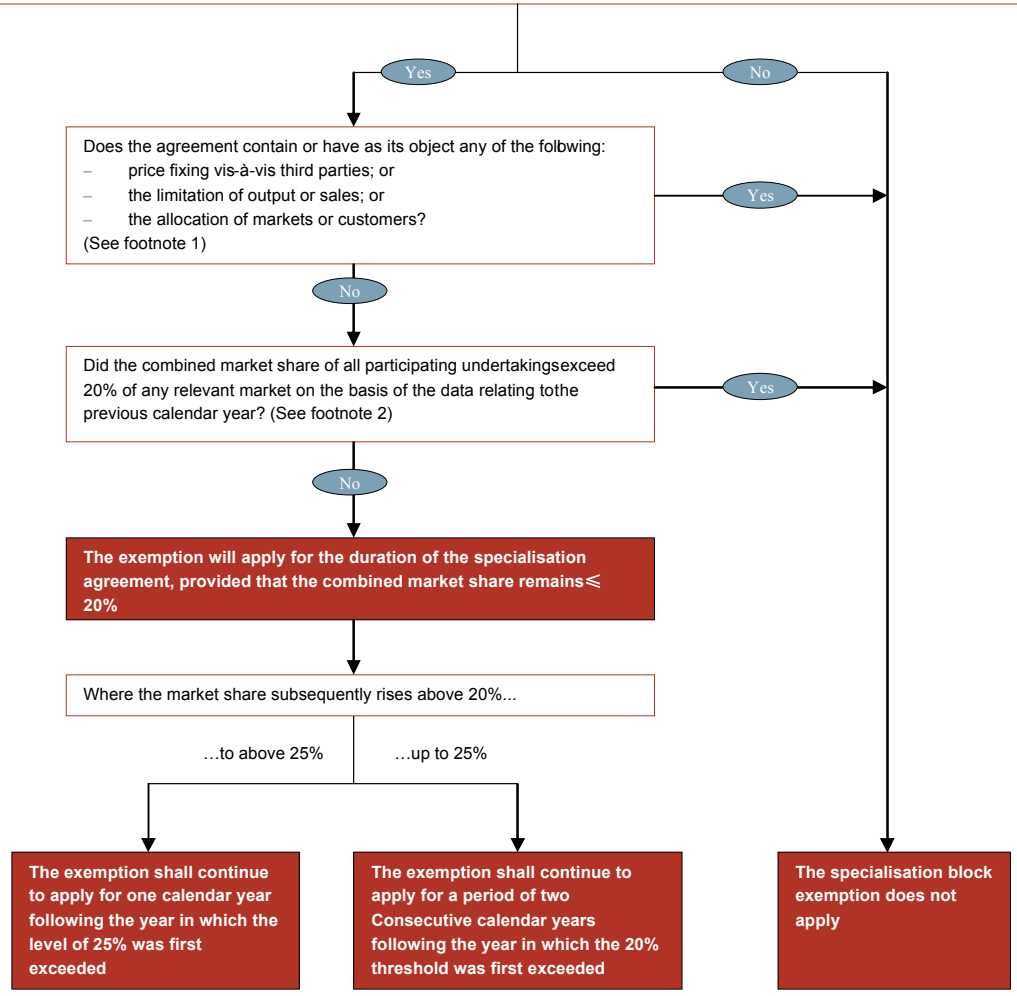 Yes
No
Does the agreement contain or have as its object any of the folbwing:
– price fixing vis-à-vis third parties; or
– the limitation of output or sales; or
– the allocation of markets or customers?
(See footnote 1)
Yes
No
Did the combined market share of all participating undertakingsexceed
20% of any relevant market on the basis of the data relating tothe
previous calendar year? (See footnote 2)
Yes
No
The exemption will apply for the duration of the specialisation
agreement, provided that the combined market share remains≤
20%
Where the market share subsequently rises above 20%...
…to above 25%
…up to 25%
The exemption shall continue
to apply for one calendar year
following the year in which the
level of 25% was first
exceeded
The exemption shall continue to
apply for a period of two
Consecutive calendar years
following the year in which the 20%
threshold was first exceeded
The specialisation block
exemption does not
apply